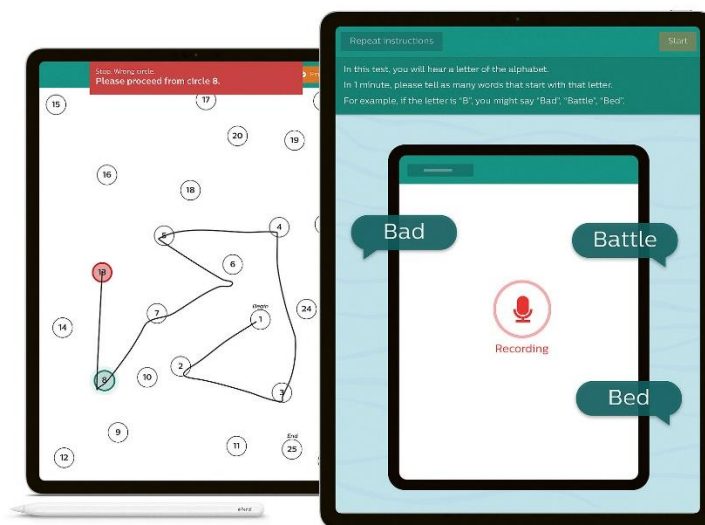 Stop. Wrong circle.
Please proceed from circle 8.
15
17
20
19
16
18
5
4
6
13
Begin
1
24
7
14
2
8
10
3
9
11
End
25
12
Repeat instructions
Start
In this test, you will hear a letter of the alphabet.
In 1 minute, please tell as many words that start with that letter.
For example, if the letter is “B”, you might say “Bad”, “Battle”, “Bed”.
Bad
Battle
Recording
Bed